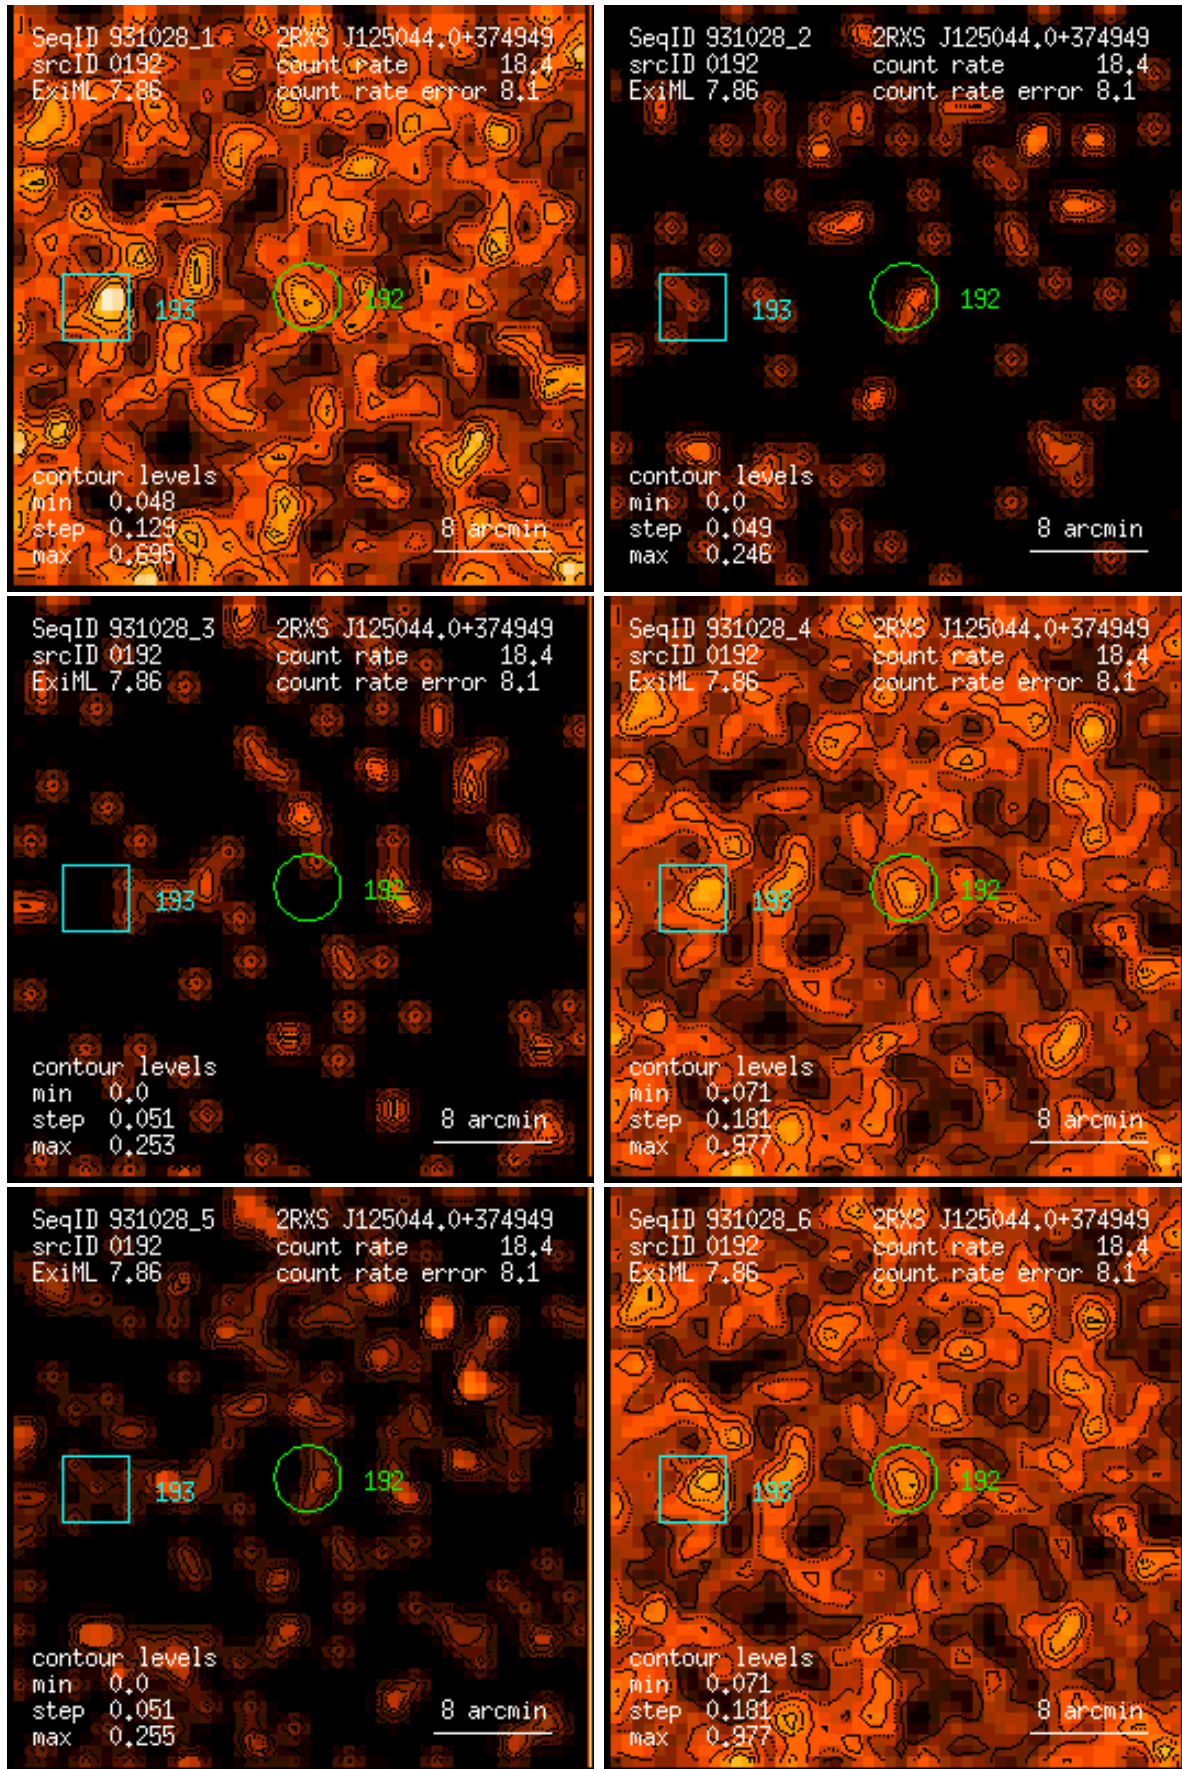 SeqID 931028_1 2RXS J125044.0+374949
srcID 0192 count rate 18.4
ExiML 7.86 count rate error 8.1
193
192
contour levels
min 0.048
step 0.129 8 arcmin
max 0.695
SeqID 931028_2 2RXS J125044.0+374949
srcID 0192 count rate 18.4
ExiML 7.86 count rate error 8.1
193
192
contour levels
min 0.0
step 0.049 8 arcmin
max 0.246
SeqID 931028_3 2RXS J125044.0+374949
srcID 0192 count rate 18.4
ExiML 7.86 count rate error 8.1
193
192
contour levels
min 0.0
step 0.051 8 arcmin
max 0.253
SeqID 931028_4 2RXS J125044.0+374949
srcID 0192 count rate 18.4
ExiML 7.86 count rate error 8.1
193
192
contour levels
min 0.071
step 0.181 8 arcmin
max 0.977
SeqID 931028_5 2RXS J125044.0+374949
srcID 0192 count rate 18.4
ExiML 7.86 count rate error 8.1
193
192
contour levels
min 0.0
step 0.051 8 arcmin
max 0.255
SeqID 931028_6 2RXS J125044.0+374949
srcID 0192 count rate 18.4
ExiML 7.86 count rate error 8.1
193
192
contour levels
min 0.071
step 0.181 8 arcmin
max 0.977